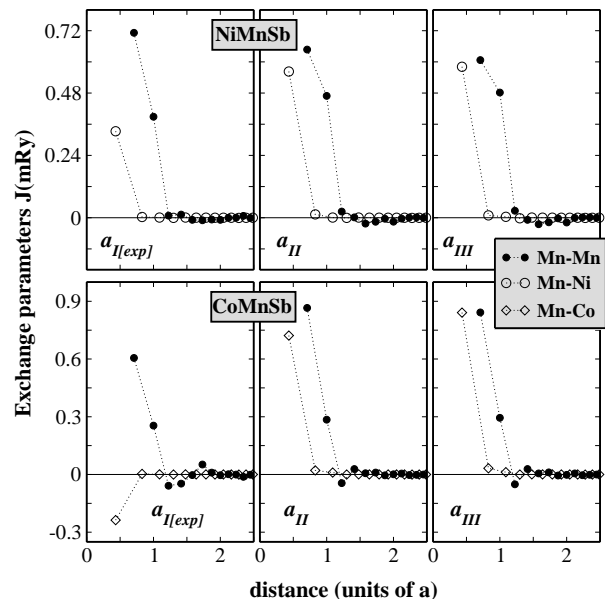 NiMnSb
0.72
0.48
0.24
0
a_I[exp]
a_II
a_III
Mn-Mn
Mn-Ni
Mn-Co
CoMnSb
0.9
0.6
0.3
0
-0.3
a_I[exp]
a_II
a_III
0 1 2 0 1 2 0 1 2
Exchange parameters J(mRy)
distance (units of a)